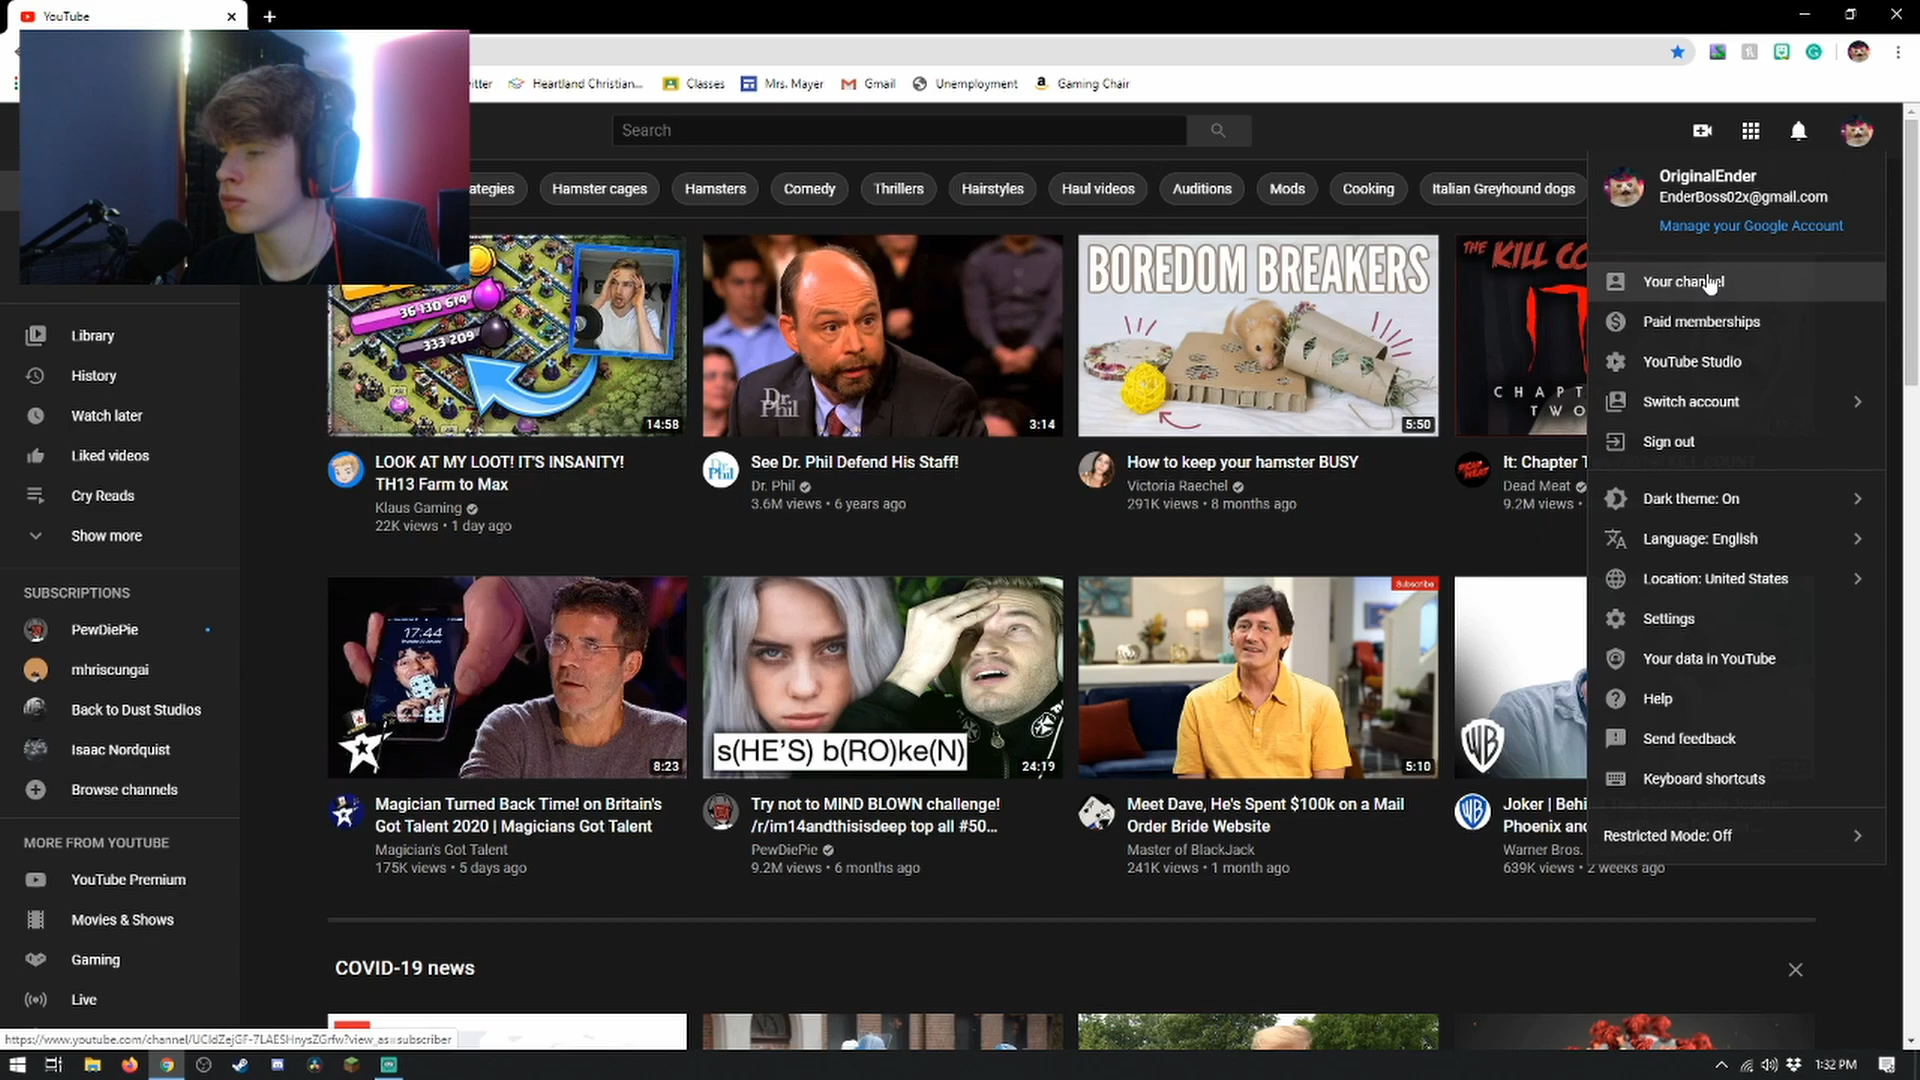 YouTube
itter
Heartland Christian...
Classes
Mrs. Mayer
Gmail
Unemployment
Gaming Chair
Search
ategies
Hamster cages
Hamsters
Comedy
Thrillers
Hairstyles
Haul videos
Auditions
Mods
Cooking
Italian Greyhound dogs
OriginalEnder
EnderBoss02x@gmail.com
Manage your Google Account
Your channel
Paid memberships
YouTube Studio
Switch account
Sign out
Dark theme: On
Language: English
Location: United States
Settings
Your data in YouTube
Help
Send feedback
Keyboard shortcuts
Restricted Mode: Off
Library
History
Watch later
Liked videos
Cry Reads
Show more
SUBSCRIPTIONS
PewDiePie
mhriscungai
Back to Dust Studios
Isaac Nordquist
Browse channels
MORE FROM YOUTUBE
YouTube Premium
Movies & Shows
Gaming
Live
36 130 614
333 209
14:58
LOOK AT MY LOOT! IT'S INSANITY!
TH13 Farm to Max
Klaus Gaming
22K views • 1 day ago
Dr.
Phil
3:14
See Dr. Phil Defend His Staff!
Dr. Phil
3.6M views • 6 years ago
BOREDOM BREAKERS
5:50
How to keep your hamster BUSY
Victoria Raechel
291K views • 8 months ago
THE KILL CO
IT
CHAPT
TWO
It: Chapter T
Dead Meat
9.2M views •
17:44
8:23
Magician Turned Back Time! on Britain's
Got Talent 2020 | Magicians Got Talent
Magician's Got Talent
175K views • 5 days ago
s(HE'S) b(RO)ke(N)
24:19
Try not to MIND BLOWN challenge!
/r/im14andthisisdeep top all #50...
PewDiePie
9.2M views • 6 months ago
Subscribe
5:10
Meet Dave, He's Spent $100k on a Mail
Order Bride Website
Master of BlackJack
241K views • 1 month ago
WB
Joker | Behi
Phoenix and
Warner Bros.
639K views • 2 weeks ago
COVID-19 news
https://www.youtube.com/channel/UCIdZejGF-7LAESHnysZGrfw?view_as=subscriber
1:32 PM